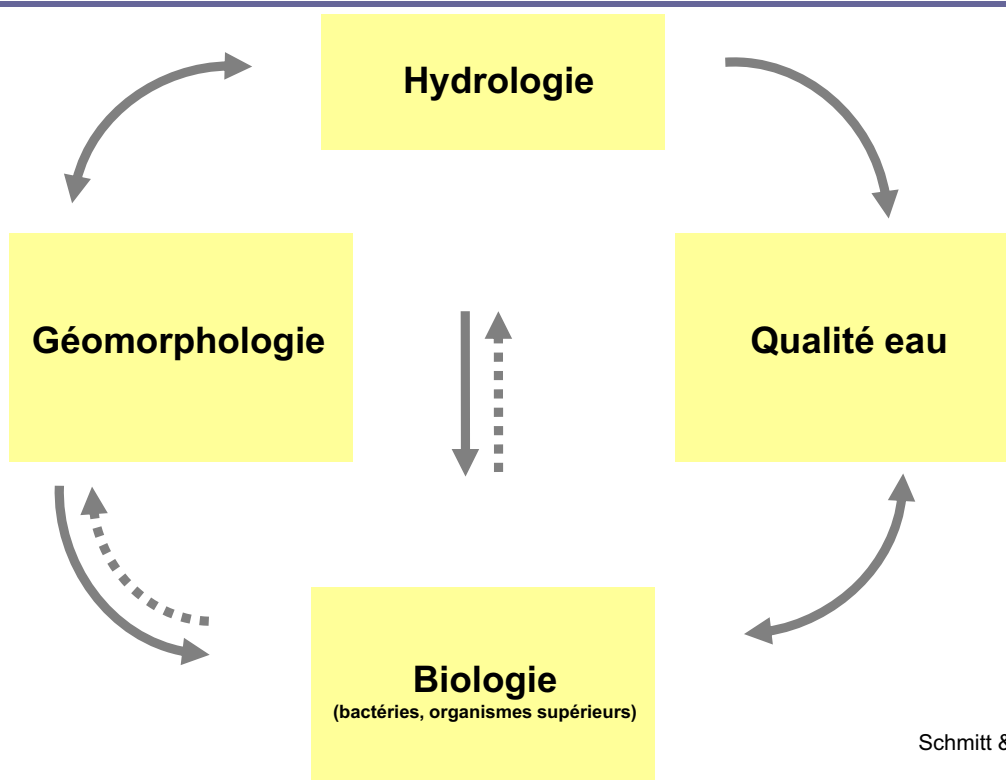 Hydrologie
Géomorphologie
Qualité eau
Biologie
(bactéries, organismes supérieurs)
Schmitt &